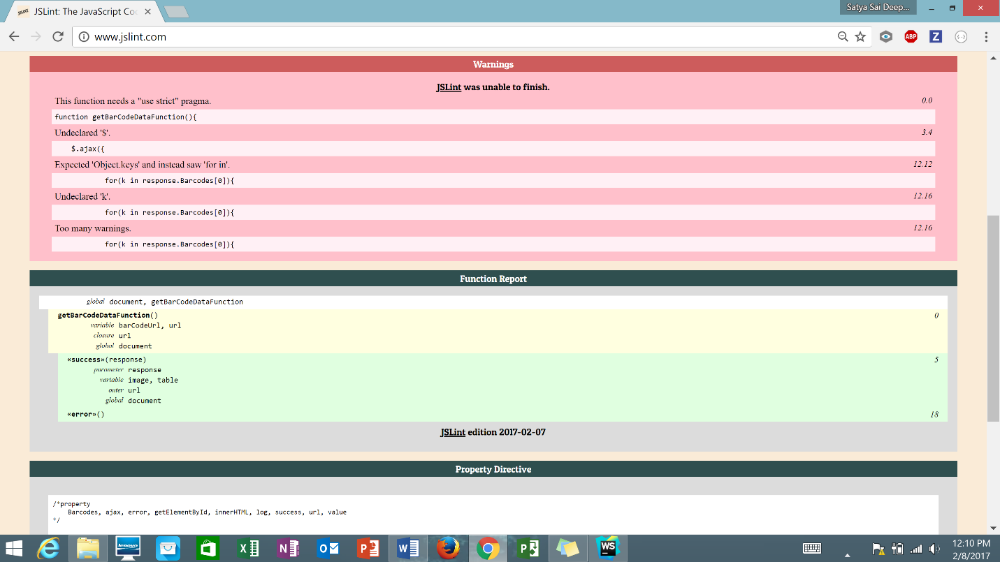 JSLint: The JavaScript Co
Satya Sai Deep...
www.jslint.com
ABP
Z
Warnings
JSLint was unable to finish.
This function needs a "use strict" pragma. 0.0
function getBarCodeDataFunction(){
Undeclared '$'. 3.4
$.ajax({
Expected 'Object.keys' and instead saw 'for in'. 12.12
for(k in response.Barcodes[0]){
Undeclared 'k'. 12.16
for(k in response.Barcodes[0]){
Too many warnings. 12.16
for(k in response.Barcodes[0]){
Function Report
global document, getBarCodeDataFunction
getBarCodeDataFunction() 0
variable barCodeUrl, url
closure url
global document
«success»(response) 5
parameter response
variable image, table
outer url
global document
«error»() 18
JSLint edition 2017-02-07
Property Directive
/*property
Barcodes, ajax, error, getElementById, innerHTML, log, success, url, value
*/
lenovo
WS
12:10 PM
2/8/2017